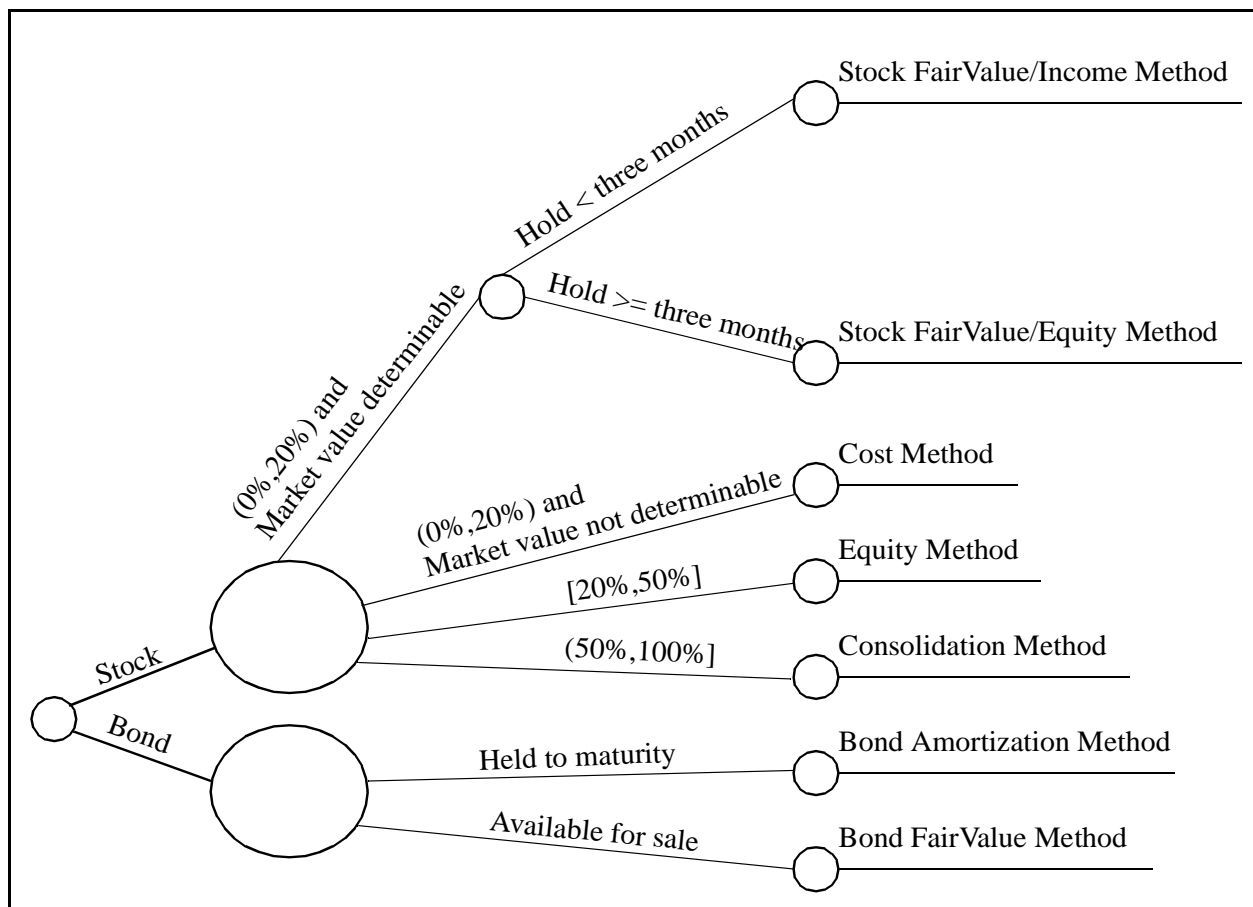 Stock FairValue/Income Method
Hold < three months
Hold >= three months
Stock FairValue/Equity Method
(0%,20%) and
Market value determinable
Cost Method
(0%,20%) and
Market value not determinable
Equity Method
[20%,50%]
Consolidation Method
(50%,100%]
Stock
Bond
Bond Amortization Method
Held to maturity
Bond FairValue Method
Available for sale